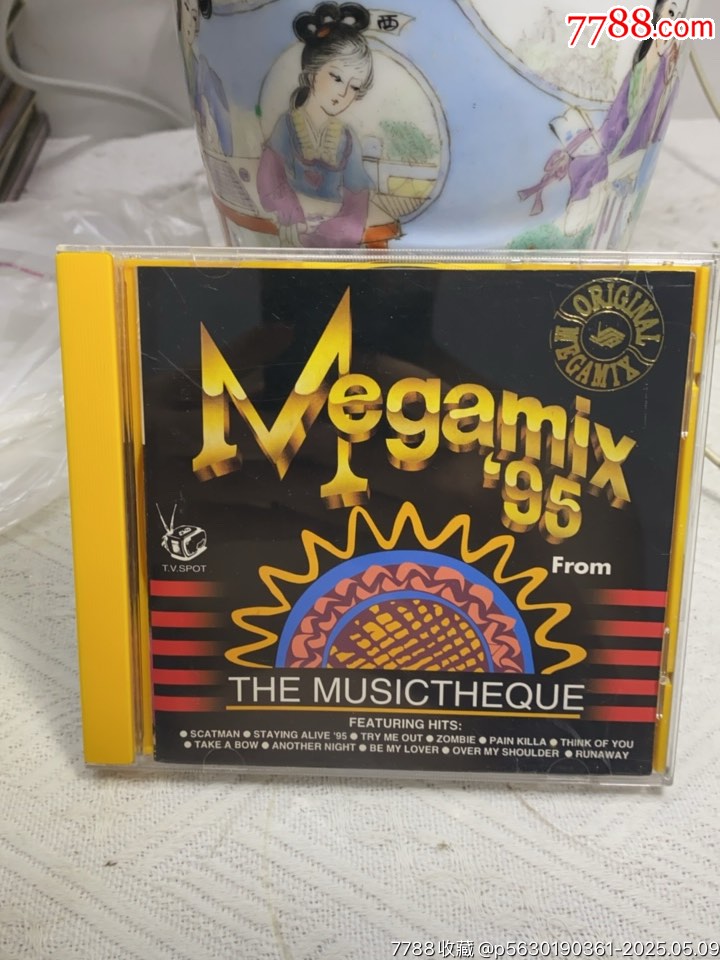 7788.com
西
ORIGINAL
MEGAMIX
Megamix
'95
T.V.SPOT
From
THE MUSICTHEQUE
FEATURING HITS:
● SCATMAN ● STAYING ALIVE '95 ● TRY ME OUT ● ZOMBIE ● PAIN KILLA ● THINK OF YOU
● TAKE A BOW ● ANOTHER NIGHT ● BE MY LOVER ● OVER MY SHOULDER ● RUNAWAY
7788收藏 @p5630190361-2025.05.09